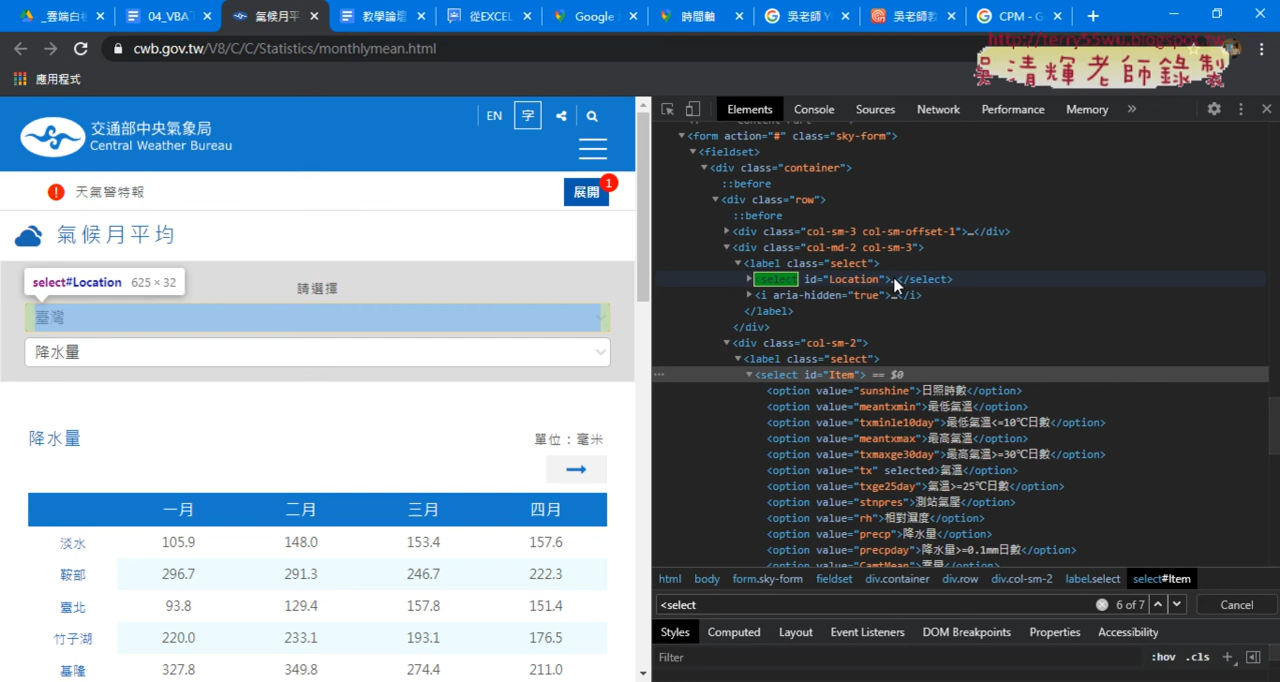 _雲端白板
04_VBA
氣候月平
教學論壇
從EXCEL
Google
時間軸
吳老師 Y
吳老師教
CPM - G
cwb.gov.tw/V8/C/C/Statistics/monthlymean.html
http://terry55wu.blogspot.tw
吳清輝老師錄製
應用程式
交通部中央氣象局
Central Weather Bureau
EN 字
天氣警特報
展開 1
氣候月平均
select#Location 625 × 32
請選擇
臺灣
降水量
降水量
單位：毫米
一月 二月 三月 四月
淡水 105.9 148.0 153.4 157.6
鞍部 296.7 291.3 246.7 222.3
臺北 93.8 129.4 157.8 151.4
竹子湖 220.0 233.1 193.1 176.5
基隆 327.8 349.8 274.4 211.0
Elements Console Sources Network Performance Memory »
<form action="#" class="sky-form">
<fieldset>
<div class="container">
::before
<div class="row">
::before
<div class="col-sm-3 col-sm-offset-1">…</div>
<div class="col-md-2 col-sm-3">
<label class="select">
<select id="Location">…</select>
<i aria-hidden="true">…</i>
</label>
</div>
<div class="col-sm-2">
<label class="select">
<select id="Item"> == $0
<option value="sunshine">日照時數</option>
<option value="meantxmin">最低氣溫</option>
<option value="txminle10day">最低氣溫<=10℃日數</option>
<option value="meantxmax">最高氣溫</option>
<option value="txmaxge30day">最高氣溫>=30℃日數</option>
<option value="tx" selected>氣溫</option>
<option value="txge25day">氣溫>=25℃日數</option>
<option value="stnpres">測站氣壓</option>
<option value="rh">相對濕度</option>
<option value="precp">降水量</option>
<option value="precpday">降水量>=0.1mm日數</option>
<option value="CamtMean">雲量</option>
html body form.sky-form fieldset div.container div.row div.col-sm-2 label.select select#Item
<select
6 of 7
Cancel
Styles Computed Layout Event Listeners DOM Breakpoints Properties Accessibility
Filter
:hov .cls +